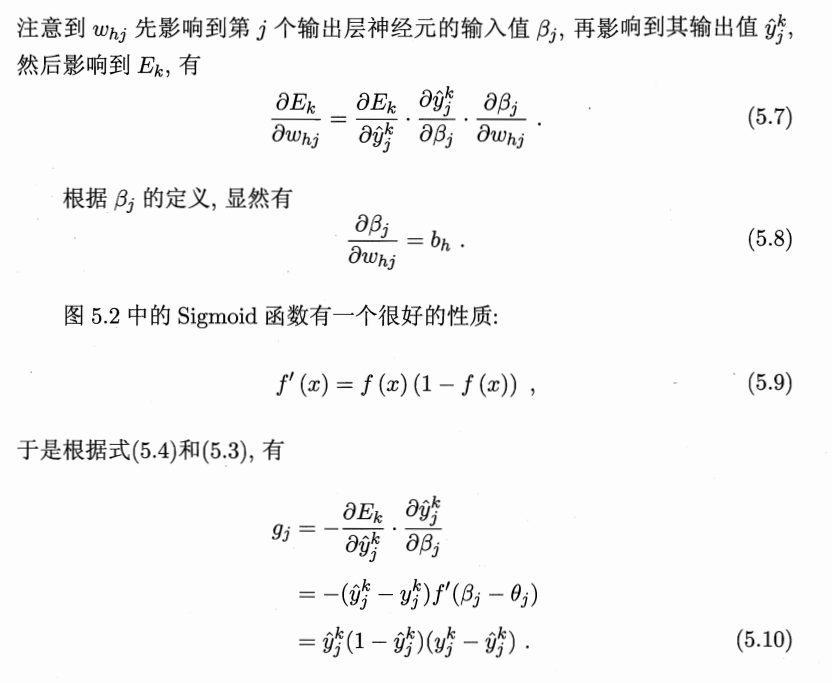 注意到 $w_{hj}$ 先影响到第 $j$ 个输出层神经元的输入值 $\beta_j$, 再影响到其输出值 $\hat{y}_j^k$,
然后影响到 $E_k$, 有
$\frac{\partial E_k}{\partial w_{hj}} = \frac{\partial E_k}{\partial \hat{y}_j^k} \cdot \frac{\partial \hat{y}_j^k}{\partial \beta_j} \cdot \frac{\partial \beta_j}{\partial w_{hj}} .$ (5.7)
根据 $\beta_j$ 的定义, 显然有
$\frac{\partial \beta_j}{\partial w_{hj}} = b_h .$ (5.8)
图 5.2 中的 Sigmoid 函数有一个很好的性质:
$f'(x) = f(x)(1 - f(x)) ,$ (5.9)
于是根据式(5.4)和(5.3), 有
$g_j = -\frac{\partial E_k}{\partial \hat{y}_j^k} \cdot \frac{\partial \hat{y}_j^k}{\partial \beta_j}$
$= -(\hat{y}_j^k - y_j^k) f'(\beta_j - \theta_j)$
$= \hat{y}_j^k (1 - \hat{y}_j^k)(y_j^k - \hat{y}_j^k) .$ (5.10)